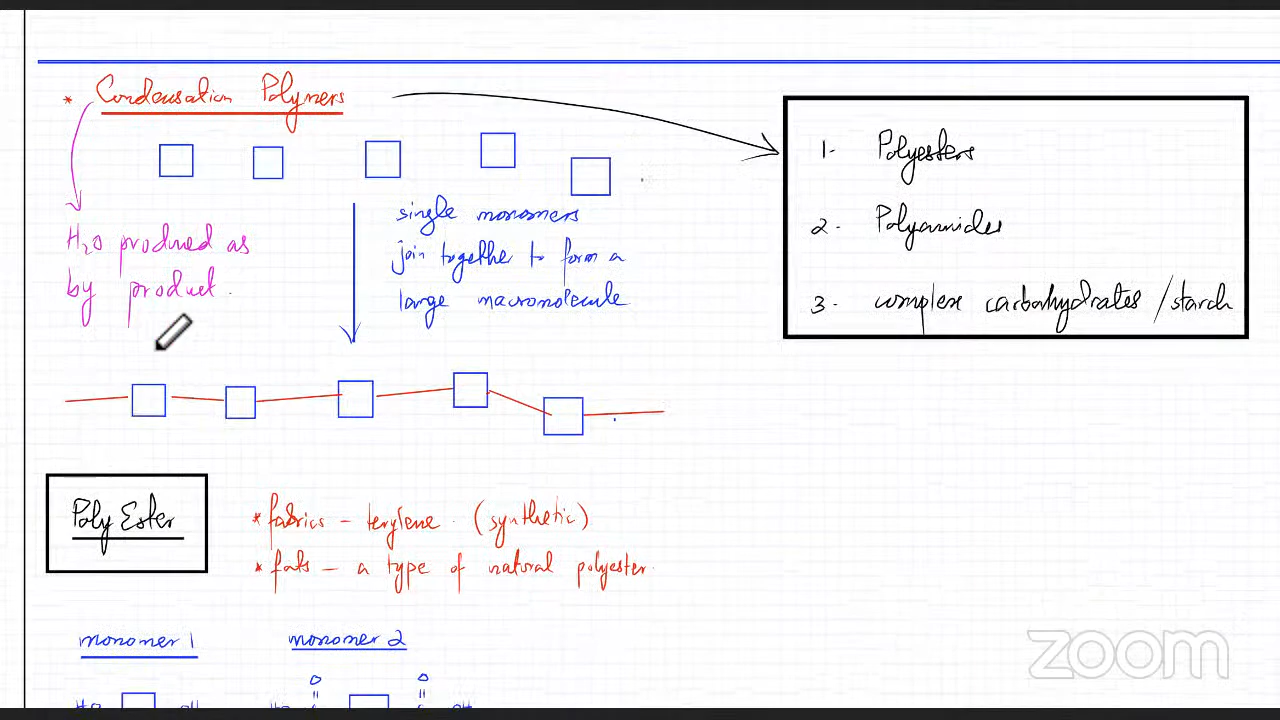 * Condensation Polymers
H₂O produced as
by product.
single monomers
join together to form a
large macromolecule
1- Polyesters
2- Polyamides
3- complex carbohydrates / starch
Poly Ester
* fabrics - terylene. (synthetic)
* fats - a type of natural polyester.
monomer 1
monomer 2
O O
zoom